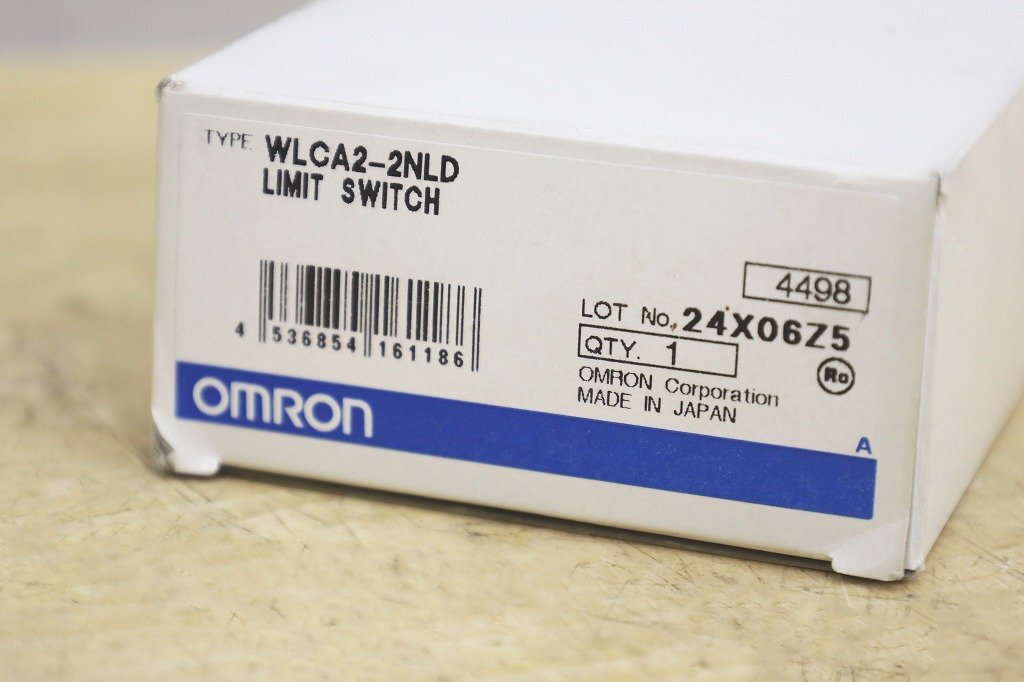 TYPE WLCA2-2NLD
LIMIT SWITCH
4 536854 161186
4498
LOT No. 24X06Z5
QTY. 1
Ro
OMRON Corporation
MADE IN JAPAN
OMRON
A